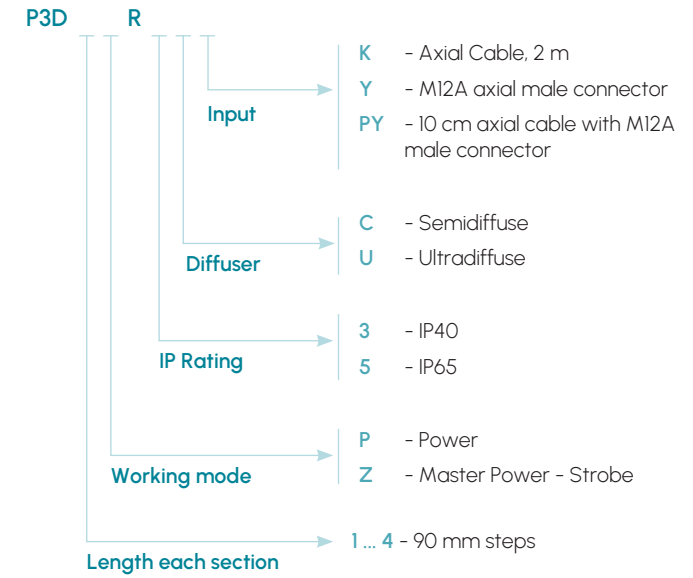 P3D R
K - Axial Cable, 2 m
Y - M12A axial male connector
Input
PY - 10 cm axial cable with M12A
male connector
C - Semidiffuse
U - Ultradiffuse
Diffuser
3 - IP40
IP Rating
5 - IP65
P - Power
Working mode
Z - Master Power - Strobe
1 ... 4 - 90 mm steps
Length each section